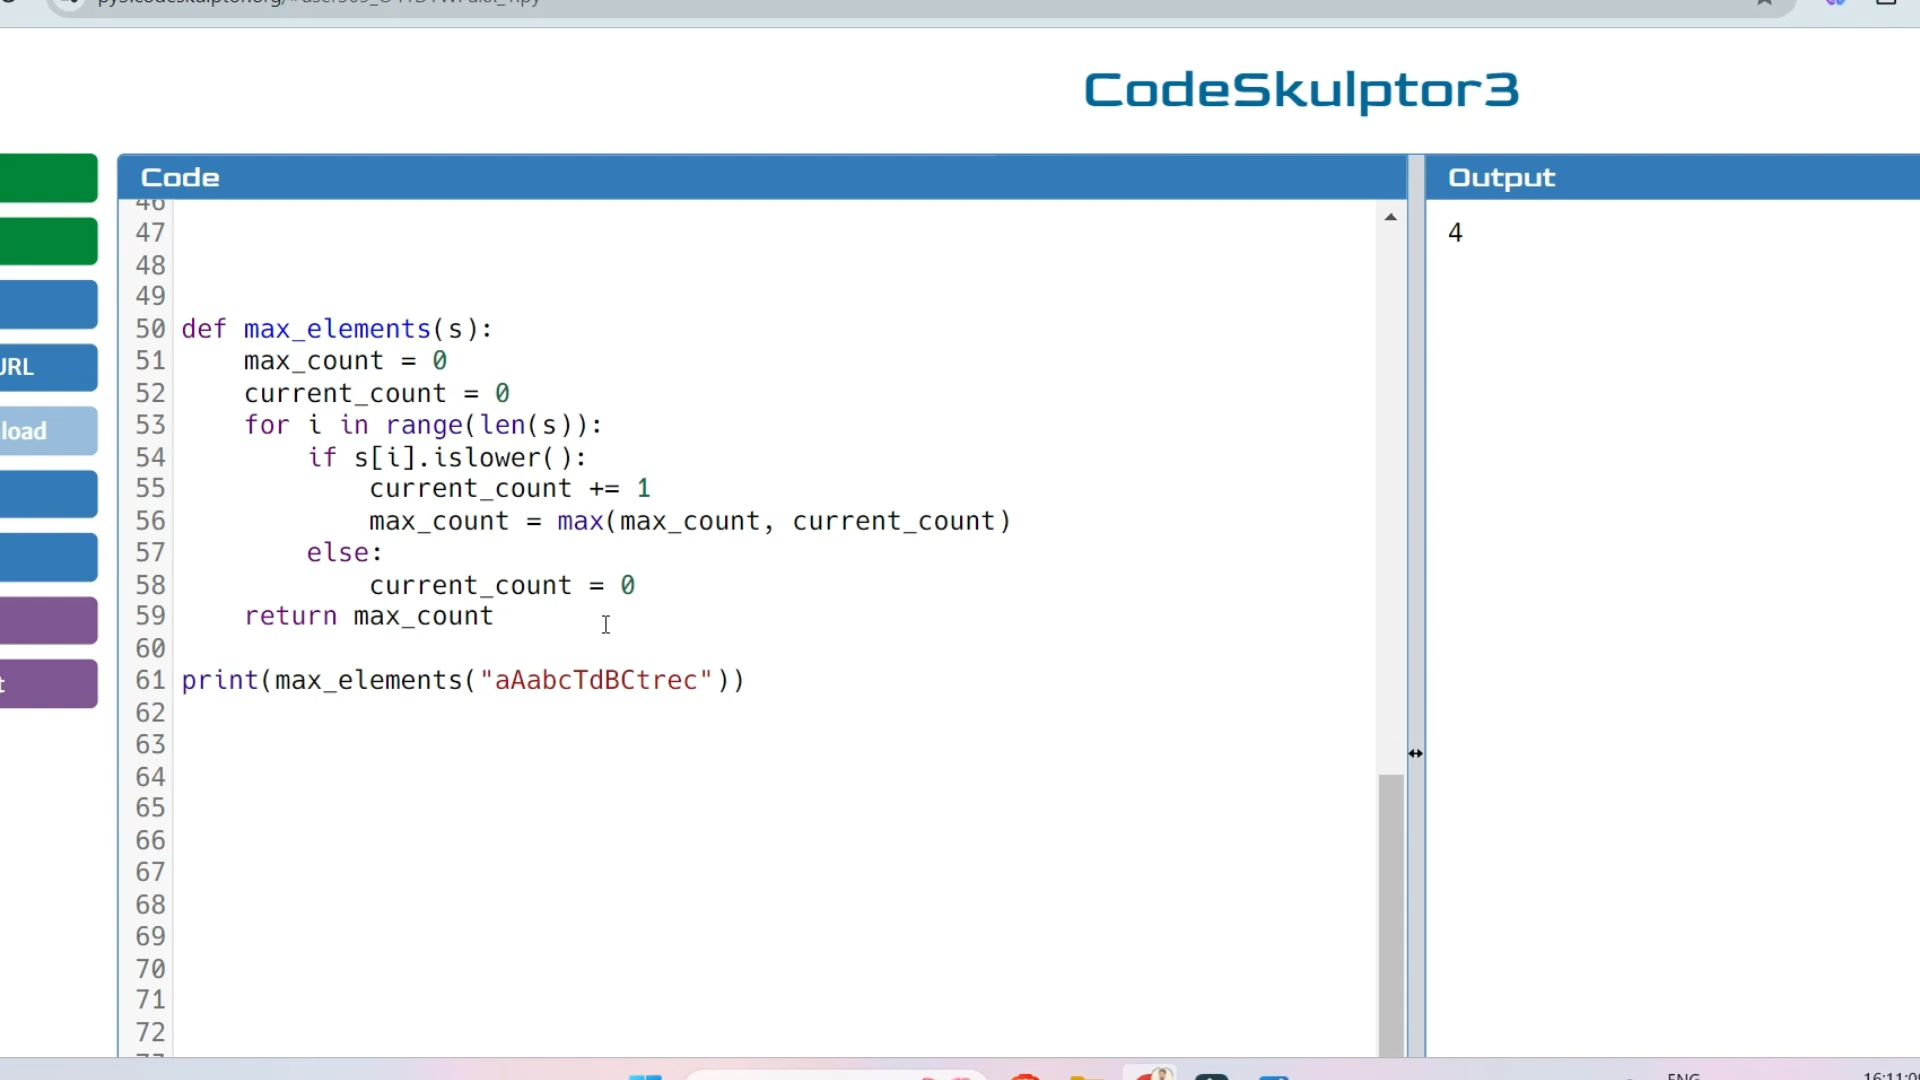 CodeSkulptor3
Code
Output
URL
load
t
4
46
47
48
49
50 def max_elements(s):
51 max_count = 0
52 current_count = 0
53 for i in range(len(s)):
54 if s[i].islower():
55 current_count += 1
56 max_count = max(max_count, current_count)
57 else:
58 current_count = 0
59 return max_count
60
61 print(max_elements("aAabcTdBCtrec"))
62
63
64
65
66
67
68
69
70
71
72
ENG